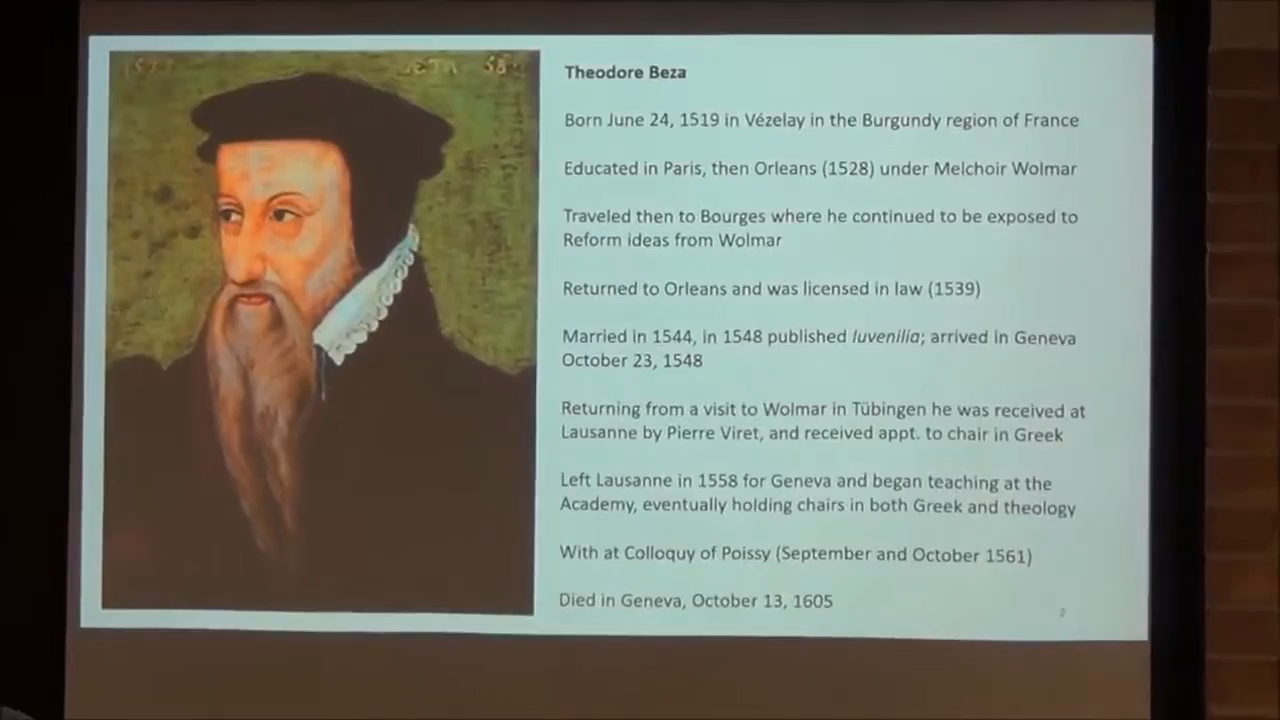 1577 ÆTA 58
Theodore Beza
Born June 24, 1519 in Vézelay in the Burgundy region of France
Educated in Paris, then Orleans (1528) under Melchoir Wolmar
Traveled then to Bourges where he continued to be exposed to
Reform ideas from Wolmar
Returned to Orleans and was licensed in law (1539)
Married in 1544, in 1548 published Iuvenilia; arrived in Geneva
October 23, 1548
Returning from a visit to Wolmar in Tübingen he was received at
Lausanne by Pierre Viret, and received appt. to chair in Greek
Left Lausanne in 1558 for Geneva and began teaching at the
Academy, eventually holding chairs in both Greek and theology
With at Colloquy of Poissy (September and October 1561)
Died in Geneva, October 13, 1605
2